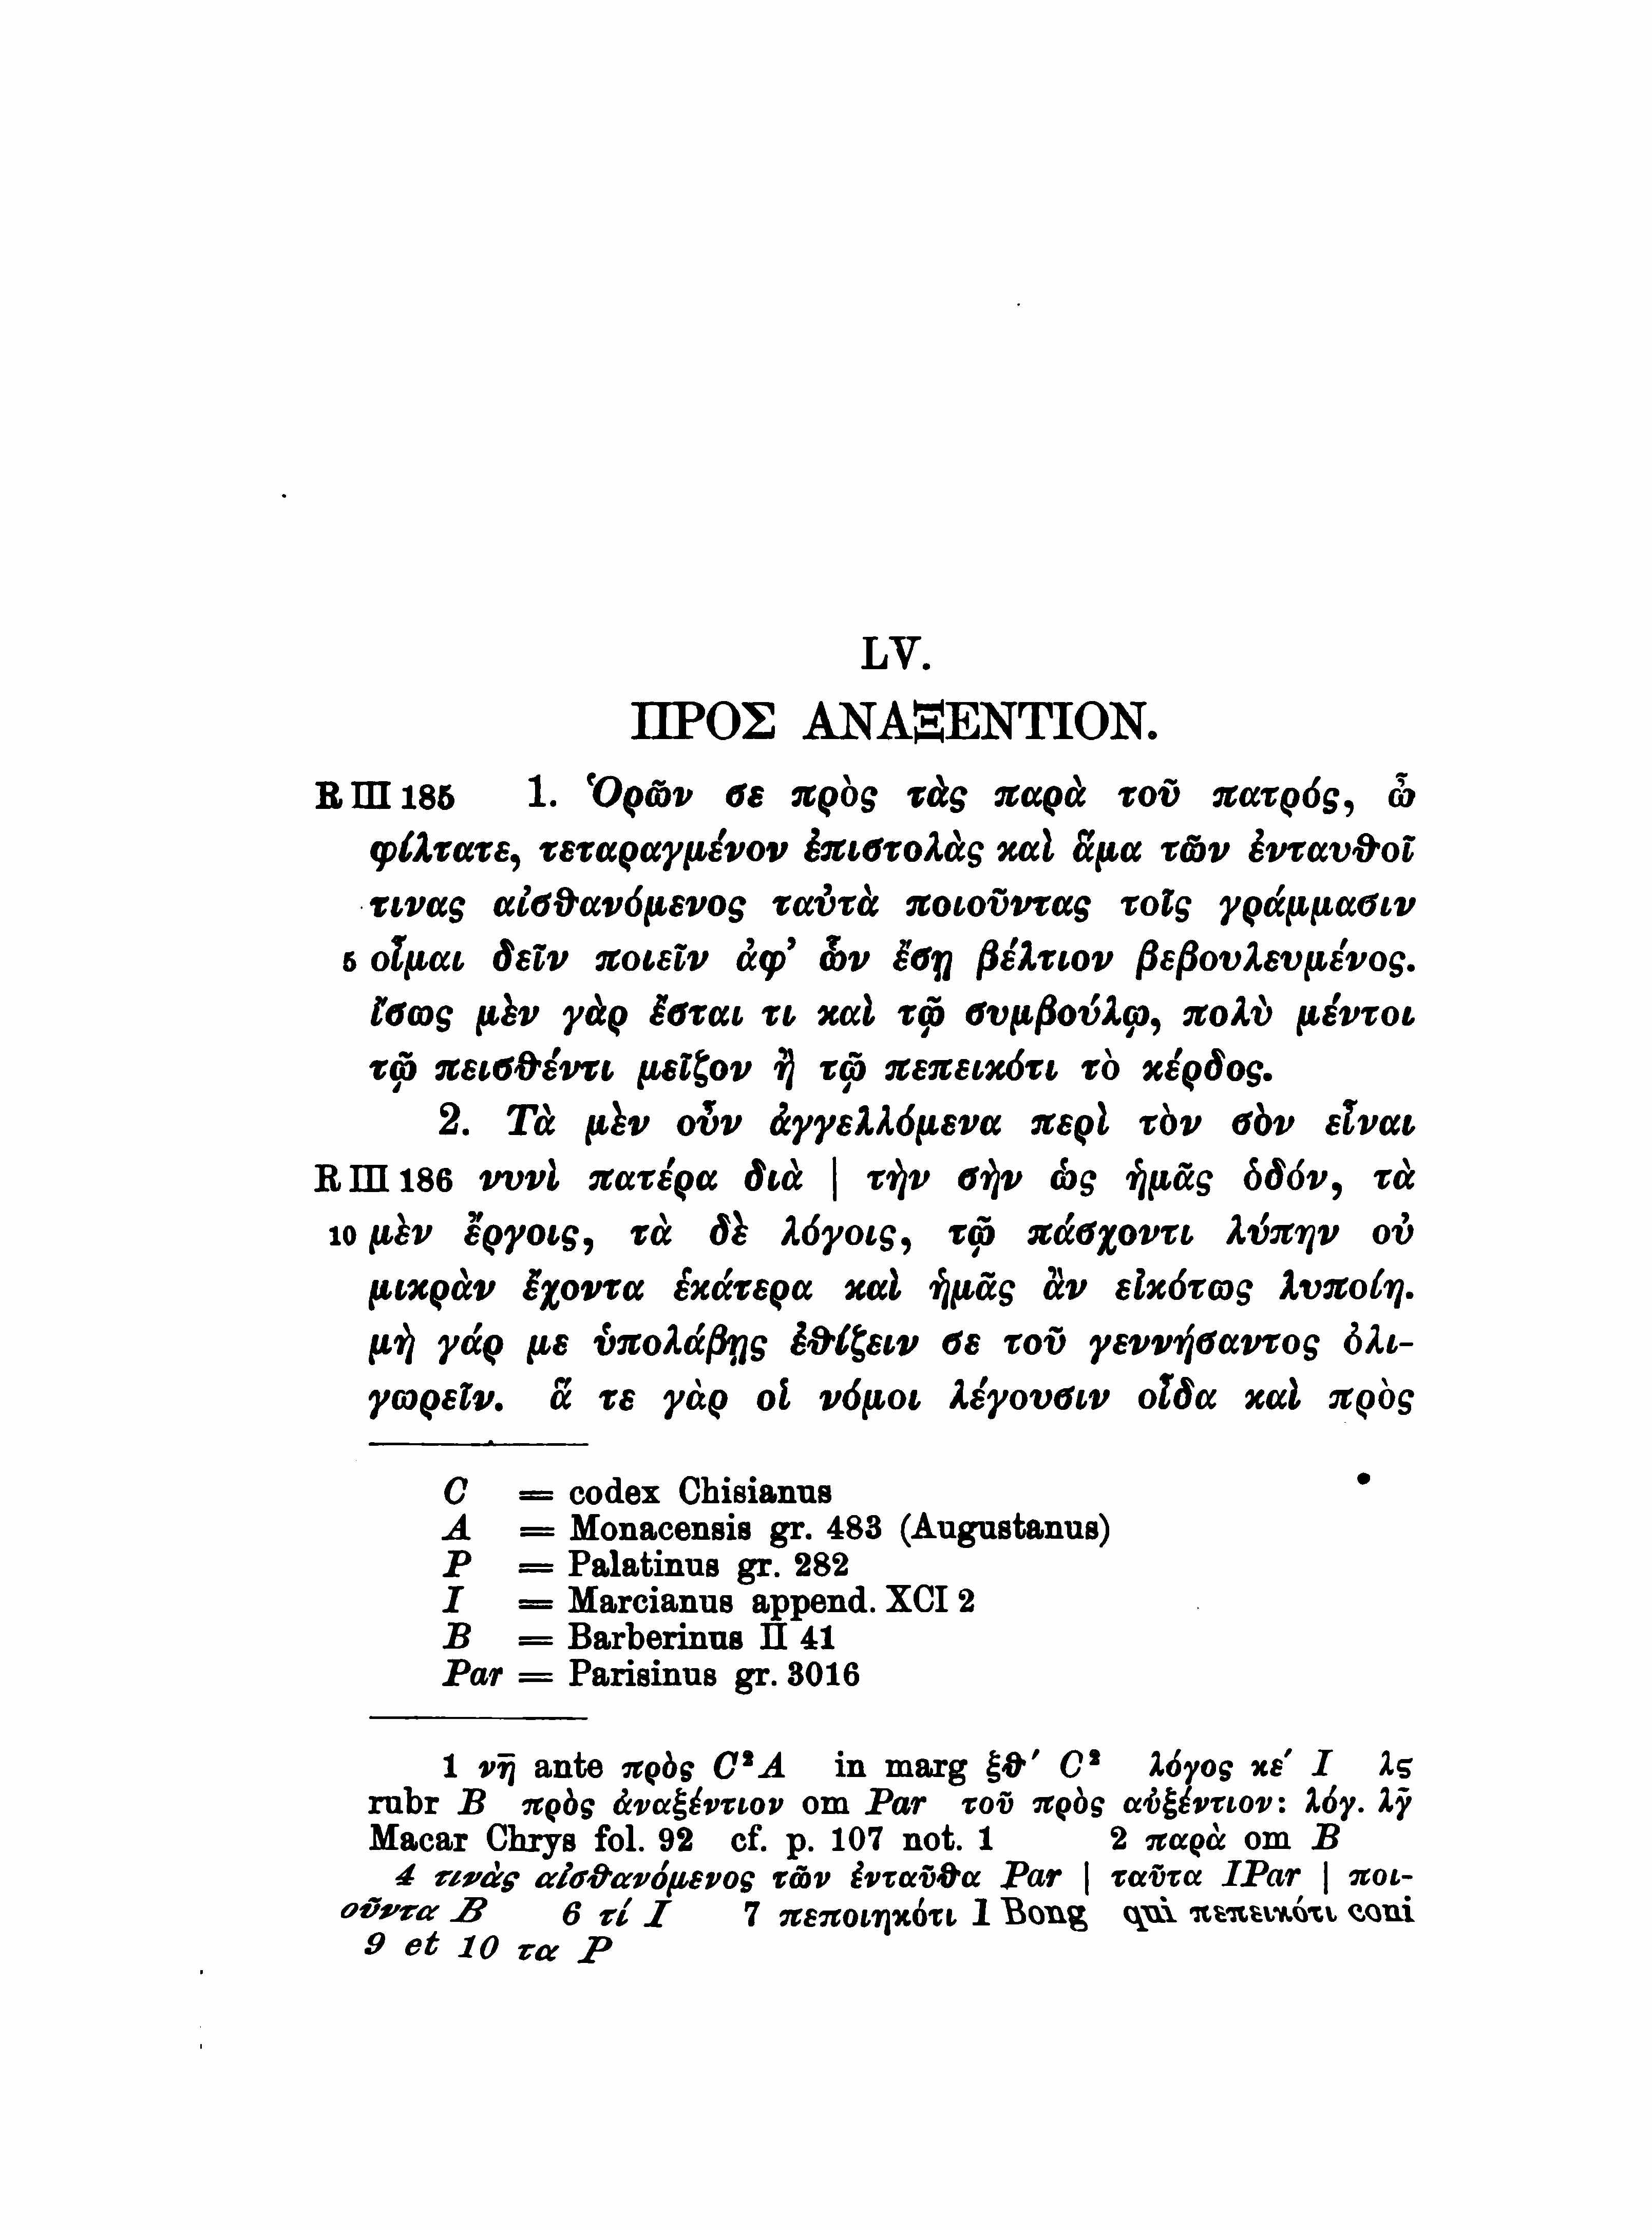 LV.
ΠΡΟΣ ΑΝΑΞΕΝΤΙΟΝ.
R III 185 1. Ὁρῶν σε πρὸς τὰς παρὰ τοῦ πατρός, ὦ
φίλτατε, τεταραγμένον ἐπιστολὰς καὶ ἅμα τῶν ἐνταυθοῖ
τινας αἰσθανόμενος ταὐτὰ ποιοῦντας τοῖς γράμμασιν
5 οἶμαι δεῖν ποιεῖν ἀφ’ ὧν ἔσῃ βέλτιον βεβουλευμένος.
ἴσως μὲν γὰρ ἔσται τι καὶ τῷ συμβούλῳ, πολὺ μέντοι
τῷ πεισθέντι μεῖζον ἢ τῷ πεπεικότι τὸ κέρδος.
2. Τὰ μὲν οὖν ἀγγελλόμενα περὶ τὸν σὸν εἶναι
R III 186 νυνὶ πατέρα διὰ | τὴν σὴν ὡς ἡμᾶς ὁδόν, τὰ
10 μὲν ἔργοις, τὰ δὲ λόγοις, τῷ πάσχοντι λύπην οὐ
μικρὰν ἔχοντα ἑκάτερα καὶ ἡμᾶς ἂν εἰκότως λυποίη.
μὴ γάρ με ὑπολάβῃς ἐθίζειν σε τοῦ γεννήσαντος ὀλι-
γωρεῖν. ἅ τε γὰρ οἱ νόμοι λέγουσιν οἶδα καὶ πρὸς
C = codex Chisianus
A = Monacensis gr. 483 (Augustanus)
P = Palatinus gr. 282
I = Marcianus append. XCI 2
B = Barberinus II 41
Par = Parisinus gr. 3016
1 νη̄ ante πρὸς C² A in marg ξθ′ C² λόγος κέ I λς
rubr B πρὸς ἀναξέντιον om Par τοῦ πρὸς αὐξέντιον: λόγ. λγ̄
Macar Chrys fol. 92 cf. p. 107 not. 1 2 παρὰ om B
4 τινὰς αἰσθανόμενος τῶν ἐνταῦθα Par | ταῦτα I Par | ποι-
οῦντα B 6 τί I 7 πεποιηκότι 1 Bong qui πεπεικότι coni
9 et 10 τα P